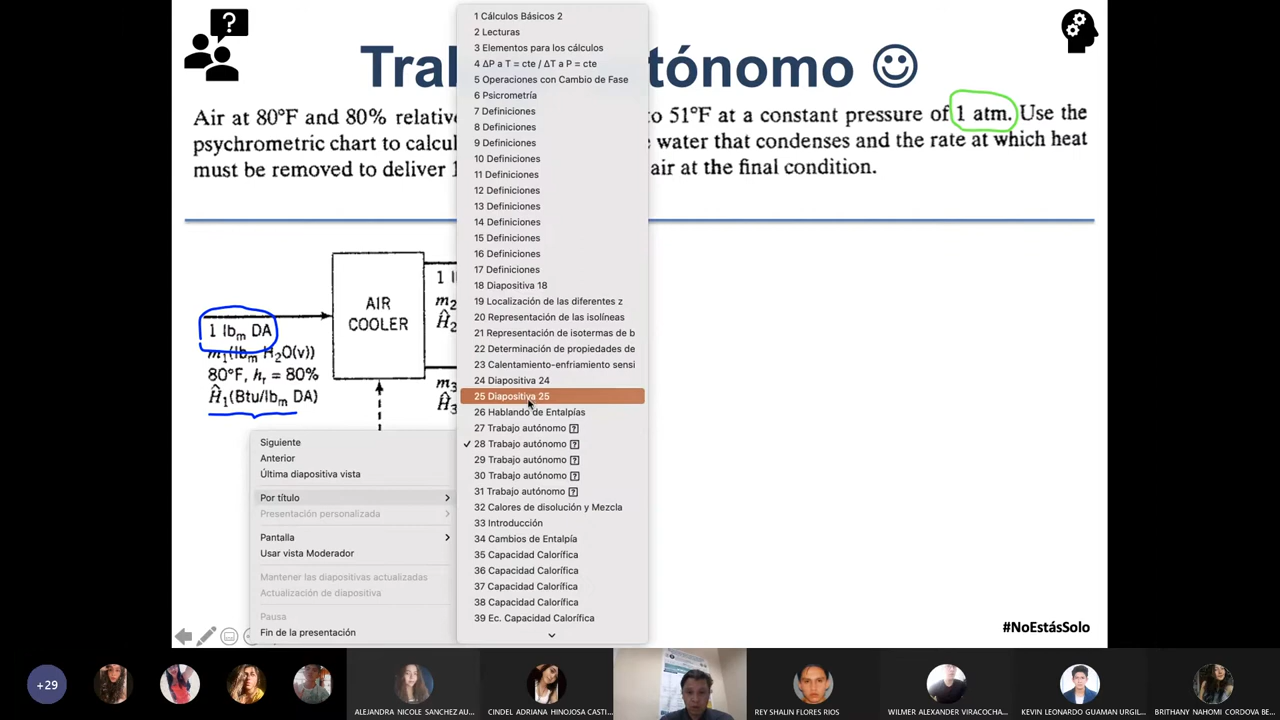 Tra
tónomo
Air at 80°F and 80% relati
to 51°F at a constant pressure of 1 atm. Use the
psychrometric chart to calcu
e water that condenses and the rate at which heat
must be removed to deliver 1
air at the final condition.
1 lbm DA
m1(lbm H2O(v))
80°F, hr = 80%
Ĥ1(Btu/lbm DA)
AIR
COOLER
1 l
m2
Ĥ2
m3
Ĥ3
Siguiente
Anterior
Última diapositiva vista
Por título
Presentación personalizada
Pantalla
Usar vista Moderador
Mantener las diapositivas actualizadas
Actualización de diapositiva
Pausa
Fin de la presentación
1 Cálculos Básicos 2
2 Lecturas
3 Elementos para los cálculos
4 ΔP a T = cte / ΔT a P = cte
5 Operaciones con Cambio de Fase
6 Psicrometría
7 Definiciones
8 Definiciones
9 Definiciones
10 Definiciones
11 Definiciones
12 Definiciones
13 Definiciones
14 Definiciones
15 Definiciones
16 Definiciones
17 Definiciones
18 Diapositiva 18
19 Localización de las diferentes z
20 Representación de las isolíneas
21 Representación de isotermas de b
22 Determinación de propiedades de
23 Calentamiento-enfriamiento sensi
24 Diapositiva 24
25 Diapositiva 25
26 Hablando de Entalpías
27 Trabajo autónomo ?
✓ 28 Trabajo autónomo ?
29 Trabajo autónomo ?
30 Trabajo autónomo ?
31 Trabajo autónomo ?
32 Calores de disolución y Mezcla
33 Introducción
34 Cambios de Entalpía
35 Capacidad Calorífica
36 Capacidad Calorífica
37 Capacidad Calorífica
38 Capacidad Calorífica
39 Ec. Capacidad Calorífica
#NoEstásSolo
+29
ALEJANDRA NICOLE SANCHEZ AU...
CINDEL ADRIANA HINOJOSA CASTI...
REY SHALIN FLORES RIOS
WILMER ALEXANDER VIRACOCHA...
KEVIN LEONARDO GUAMAN URGIL...
BRITHANY NAHOMI CORDOVA BE...